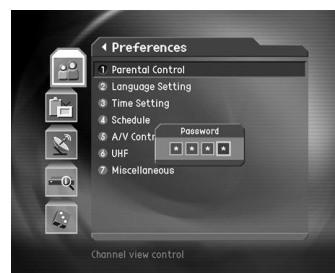 Preferences
1 Parental Control
2 Language Setting
3 Time Setting
4 Schedule
5 A/V Contr
6 UHF
7 Miscellaneous
Password
* * * *
Channel view control